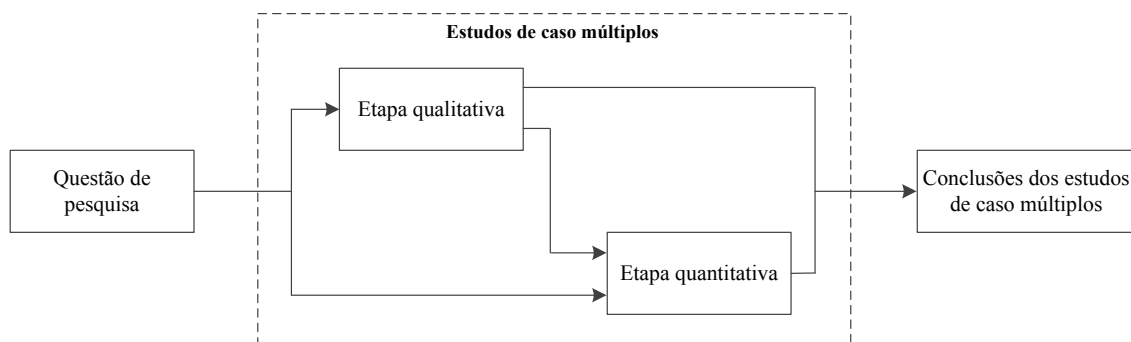 Estudos de caso múltiplos
Etapa qualitativa
Questão de
pesquisa
Conclusões dos estudos
de caso múltiplos
Etapa quantitativa